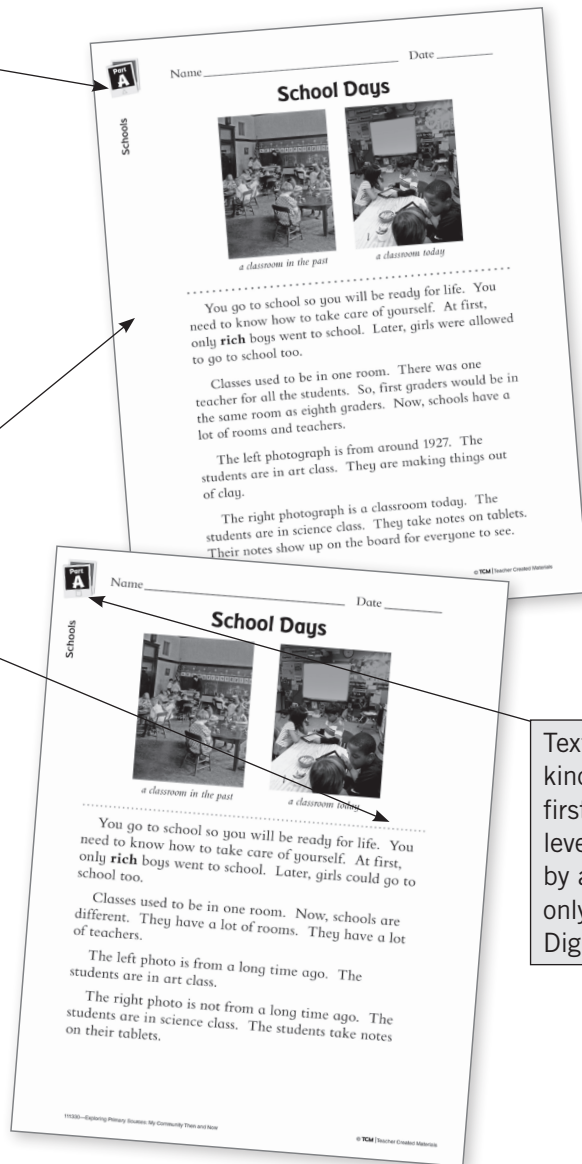 Part
A
Schools
Name Date
School Days
a classroom in the past a classroom today
You go to school so you will be ready for life. You
need to know how to take care of yourself. At first,
only rich boys went to school. Later, girls were allowed
to go to school too.
Classes used to be in one room. There was one
teacher for all the students. So, first graders would be in
the same room as eighth graders. Now, schools have a
lot of rooms and teachers.
The left photograph is from around 1927. The
students are in art class. They are making things out
of clay.
The right photograph is a classroom today. The
students are in science class. They take notes on tablets.
Their notes show up on the board for everyone to see.
© TCM | Teacher Created Materials
Part
A
Schools
Name Date
School Days
a classroom in the past a classroom today
You go to school so you will be ready for life. You
need to know how to take care of yourself. At first,
only rich boys went to school. Later, girls could go to
school too.
Classes used to be in one room. Now, schools are
different. They have a lot of rooms. They have a lot
of teachers.
The left photo is from a long time ago. The
students are in art class.
The right photo is not from a long time ago. The
students are in science class. The students take notes
on their tablets.
111300—Exploring Primary Sources: My Community Then and Now
© TCM | Teacher Created Materials
Tex
kind
first
leve
by a
only
Dig